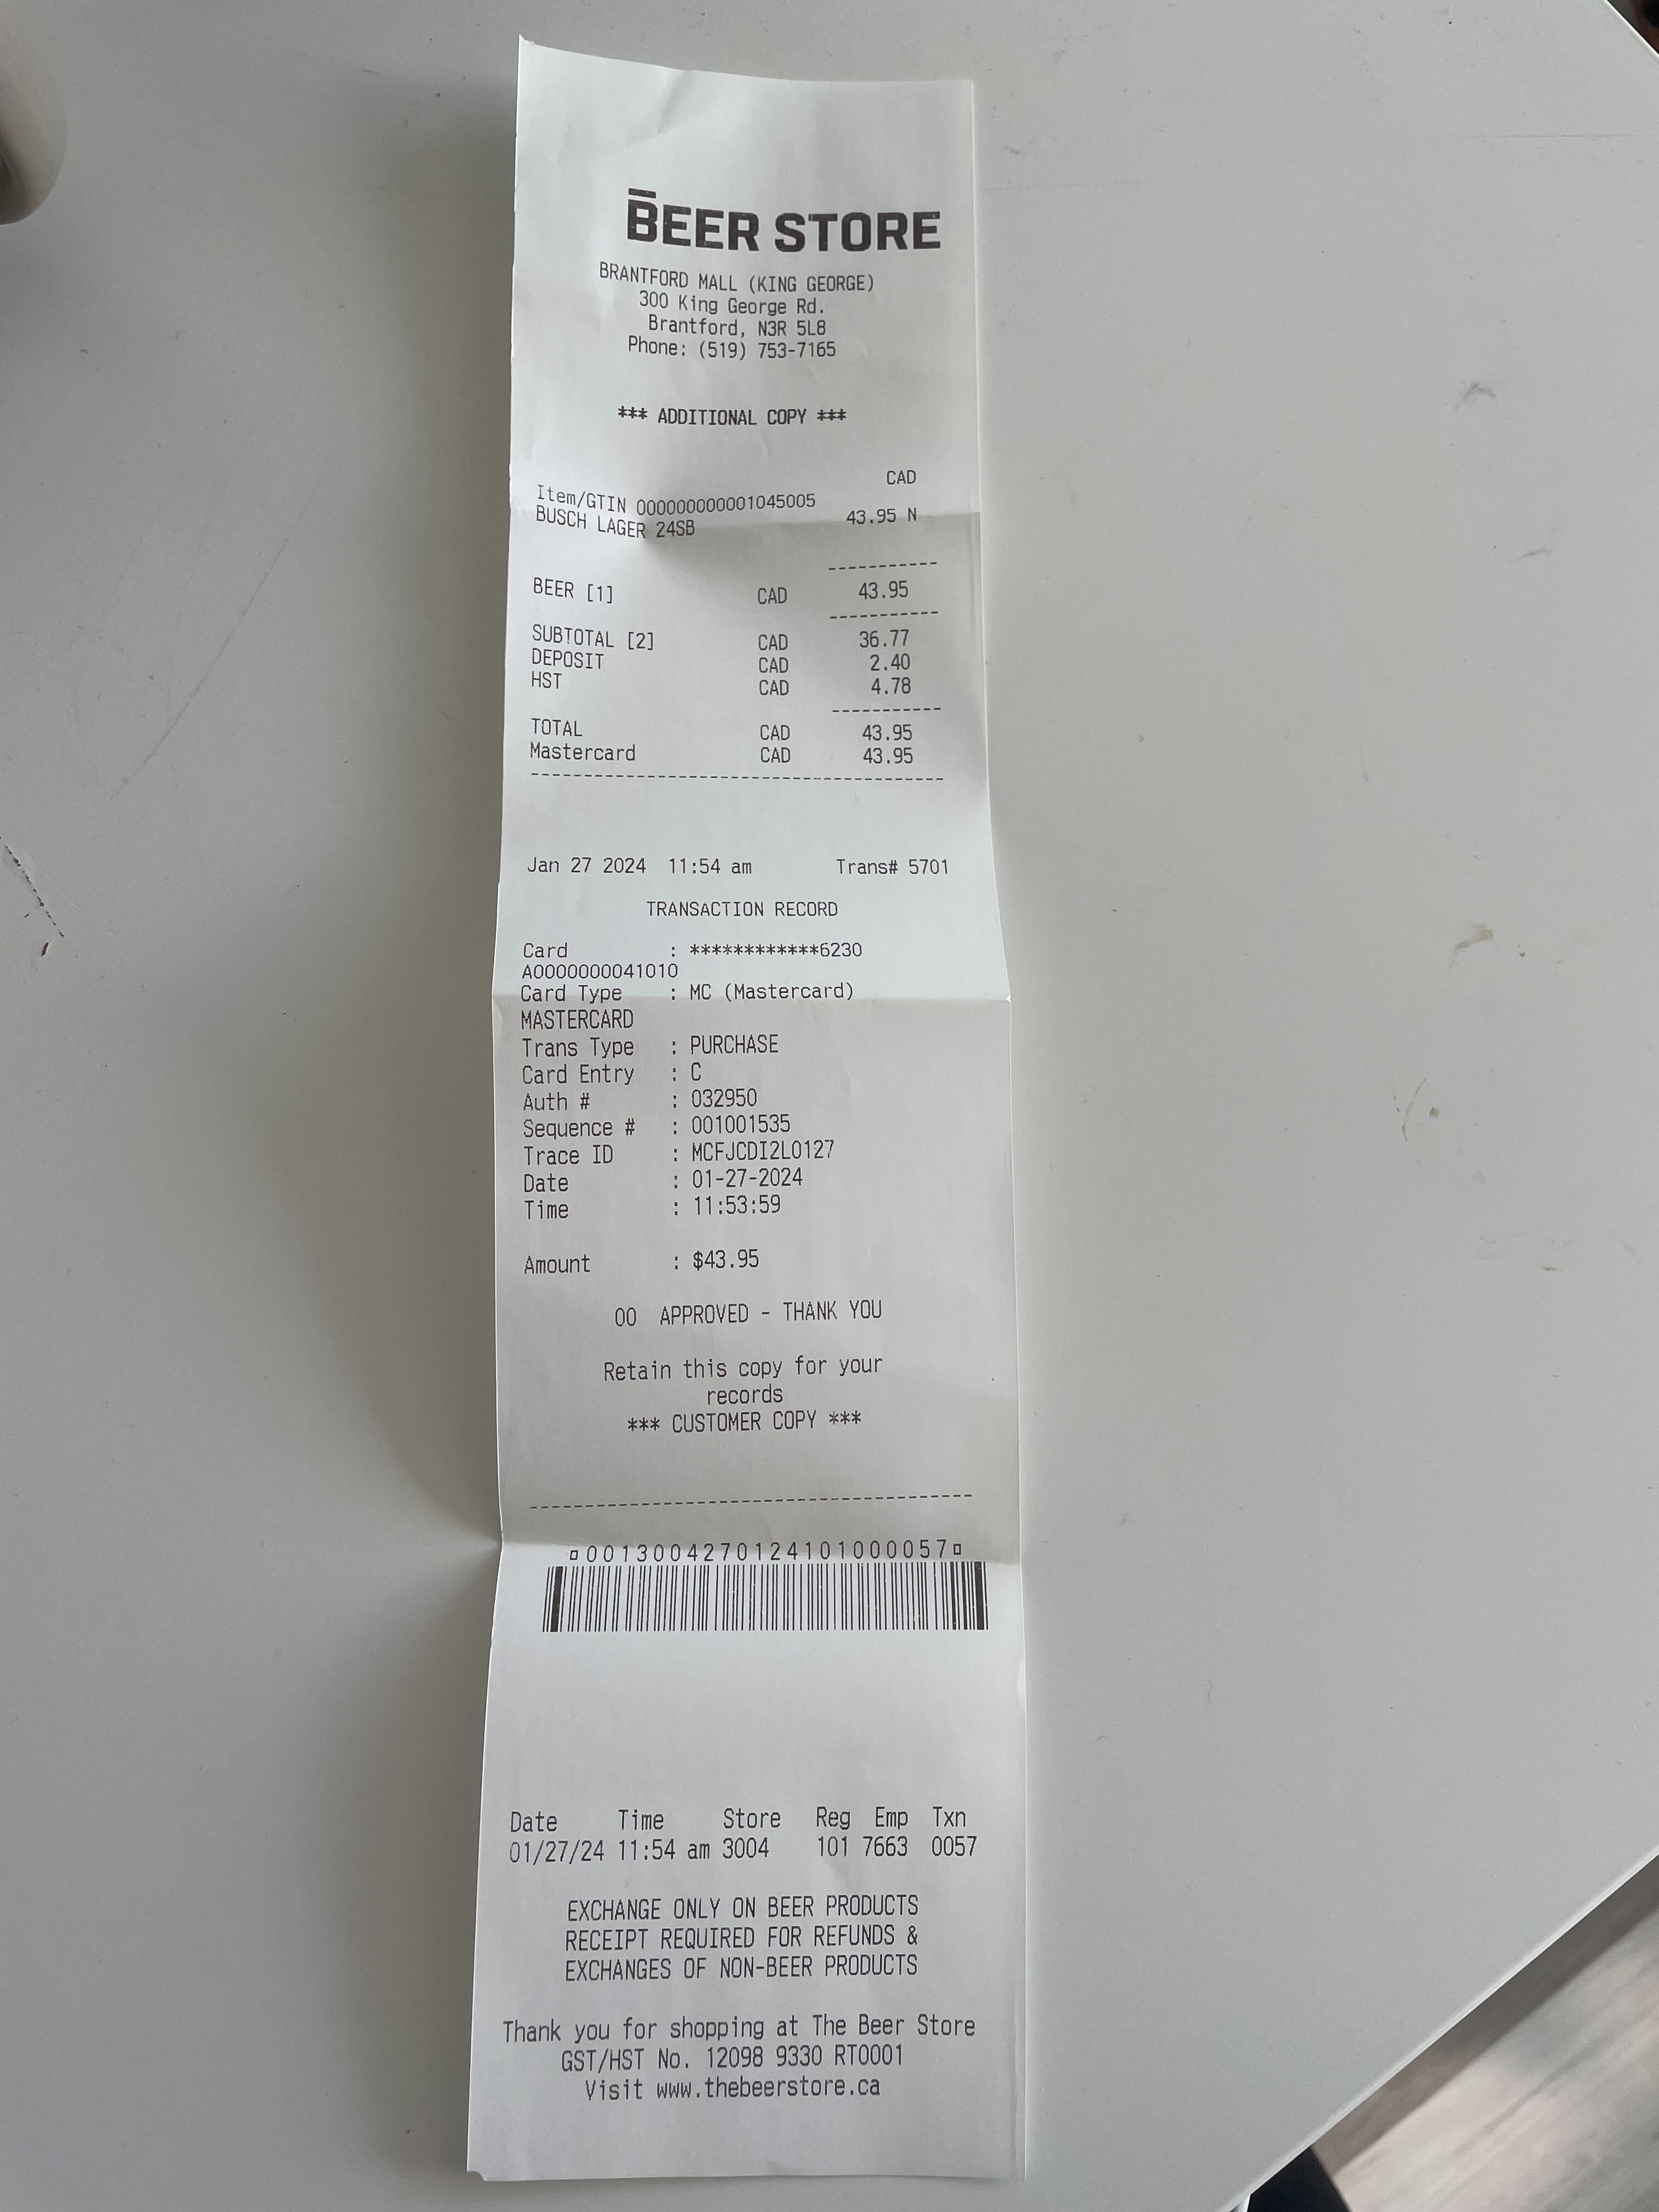 BEER STORE
BRANTFORD MALL (KING GEORGE)
300 King George Rd.
Brantford, N3R 5L8
Phone: (519) 753-7165
*** ADDITIONAL COPY ***
CAD
Item/GTIN 000000000001045005
BUSCH LAGER 24SB 43.95 N
-----------
BEER [1] CAD 43.95
-----------
SUBTOTAL [2] CAD 36.77
DEPOSIT CAD 2.40
HST CAD 4.78
-----------
TOTAL CAD 43.95
Mastercard CAD 43.95
------------------------------------------
Jan 27 2024 11:54 am Trans# 5701
TRANSACTION RECORD
Card : ************6230
A0000000041010
Card Type : MC (Mastercard)
MASTERCARD
Trans Type : PURCHASE
Card Entry : C
Auth # : 032950
Sequence # : 001001535
Trace ID : MCFJCDI2L0127
Date : 01-27-2024
Time : 11:53:59
Amount : $43.95
00 APPROVED - THANK YOU
Retain this copy for your
records
*** CUSTOMER COPY ***
------------------------------------------
¤0013004270124101000057¤
Date Time Store Reg Emp Txn
01/27/24 11:54 am 3004 101 7663 0057
EXCHANGE ONLY ON BEER PRODUCTS
RECEIPT REQUIRED FOR REFUNDS &
EXCHANGES OF NON-BEER PRODUCTS
Thank you for shopping at The Beer Store
GST/HST No. 12098 9330 RT0001
Visit www.thebeerstore.ca